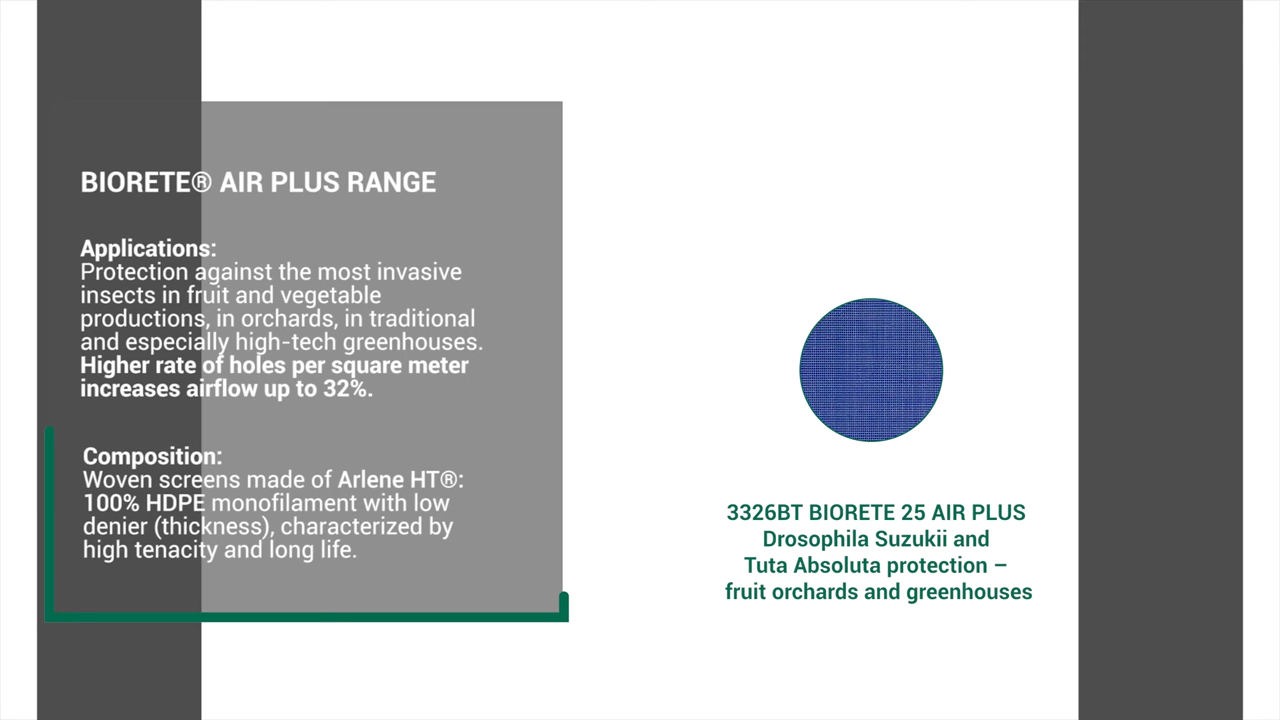 BIORETE® AIR PLUS RANGE
Applications:
Protection against the most invasive
insects in fruit and vegetable
productions, in orchards, in traditional
and especially high-tech greenhouses.
Higher rate of holes per square meter
increases airflow up to 32%.
Composition:
Woven screens made of Arlene HT®:
100% HDPE monofilament with low
denier (thickness), characterized by
high tenacity and long life.
3326BT BIORETE 25 AIR PLUS
Drosophila Suzukii and
Tuta Absoluta protection –
fruit orchards and greenhouses